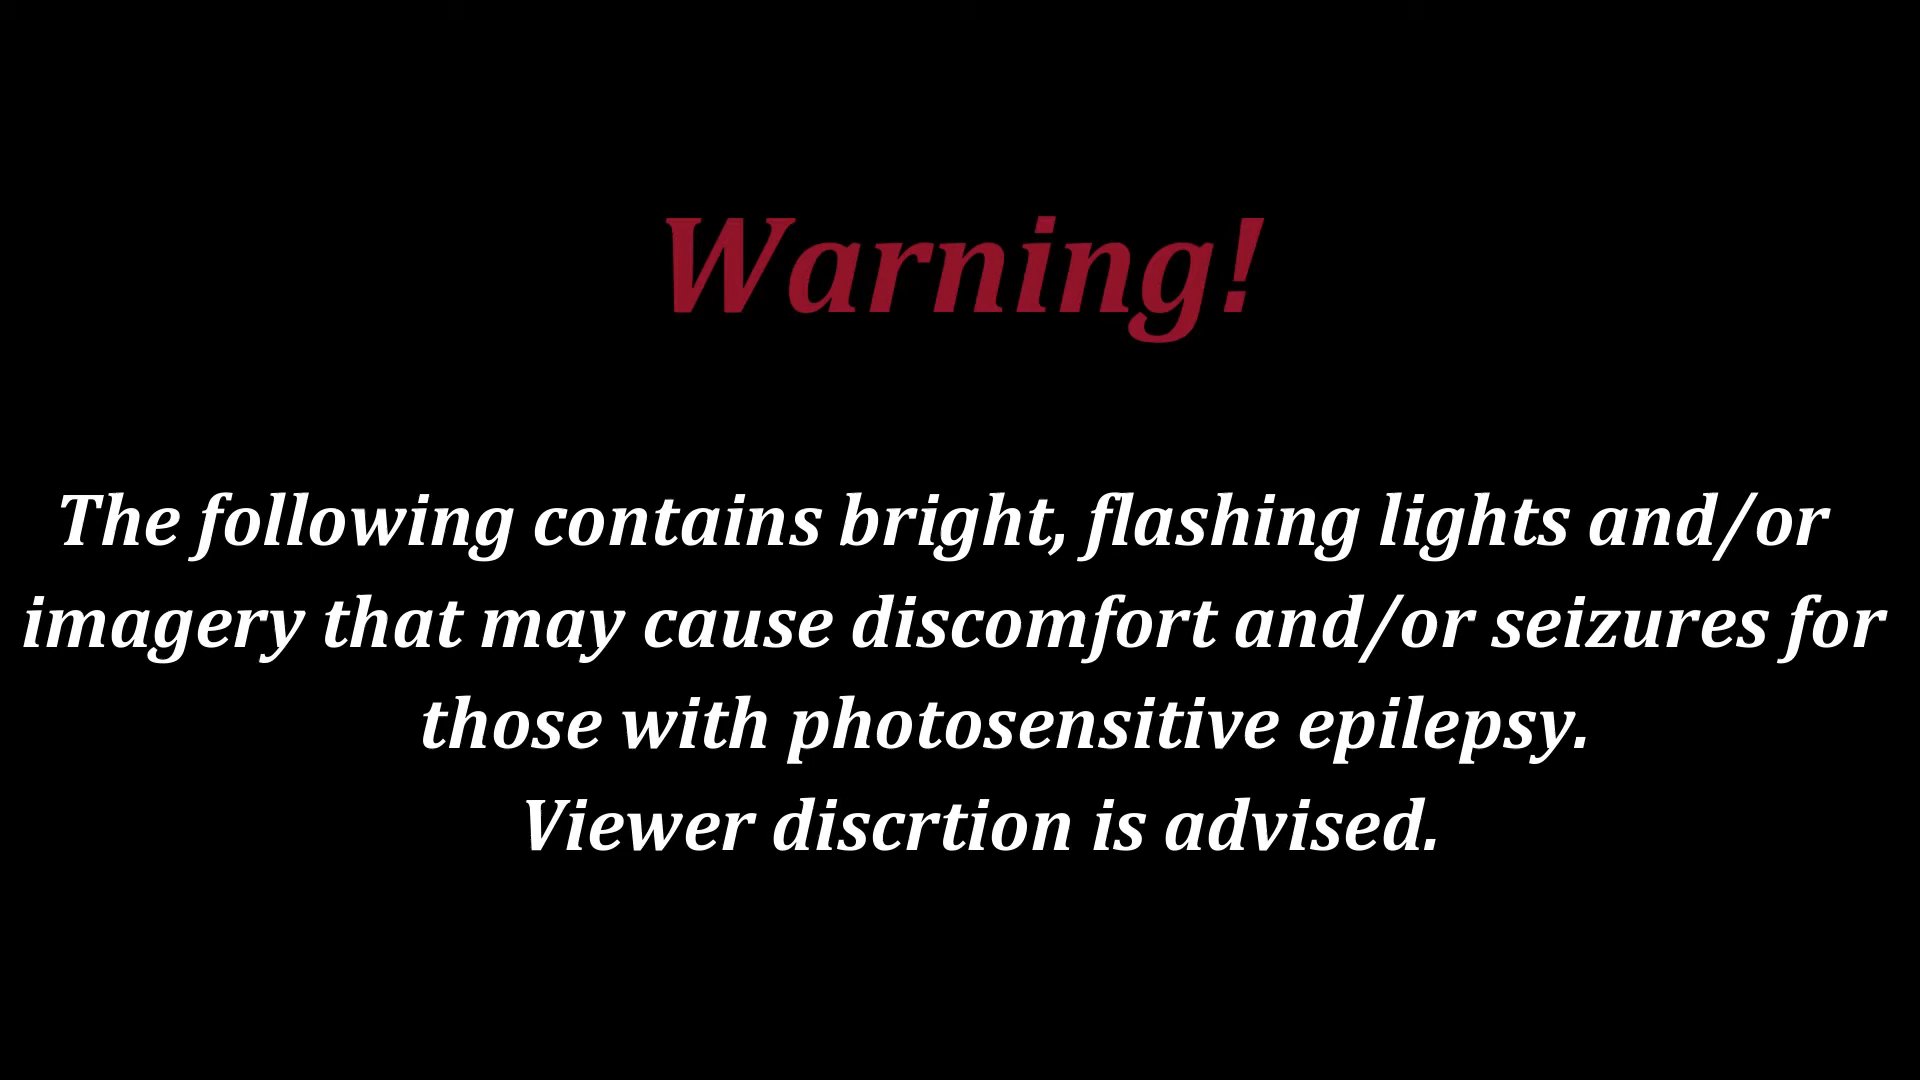 Warning!
The following contains bright, flashing lights and/or
imagery that may cause discomfort and/or seizures for
those with photosensitive epilepsy.
Viewer discrtion is advised.